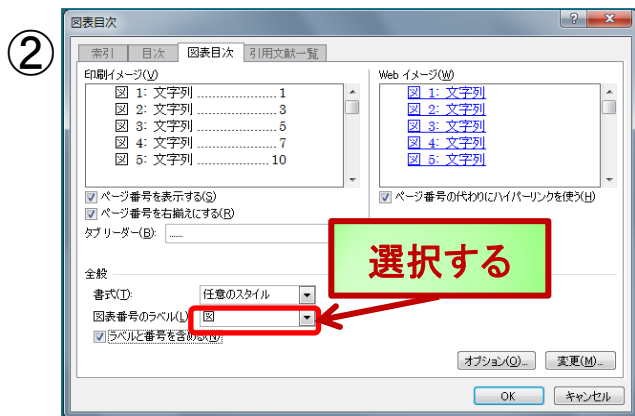 ②
図表目次
索引 目次 図表目次 引用文献一覧
印刷イメージ(V)
図 1: 文字列 ........................ 1
図 2: 文字列 ........................ 3
図 3: 文字列 ........................ 5
図 4: 文字列 ........................ 7
図 5: 文字列 ...................... 10
Web イメージ(W)
図 1: 文字列
図 2: 文字列
図 3: 文字列
図 4: 文字列
図 5: 文字列
ページ番号を表示する(S)
ページ番号を右揃えにする(R)
ページ番号の代わりにハイパーリンクを使う(H)
タブ リーダー(B): ......
選択する
全般
書式(T): 任意のスタイル
図表番号のラベル(L): 図
ラベルと番号を含める(N)
オプション(O)... 変更(M)...
OK キャンセル